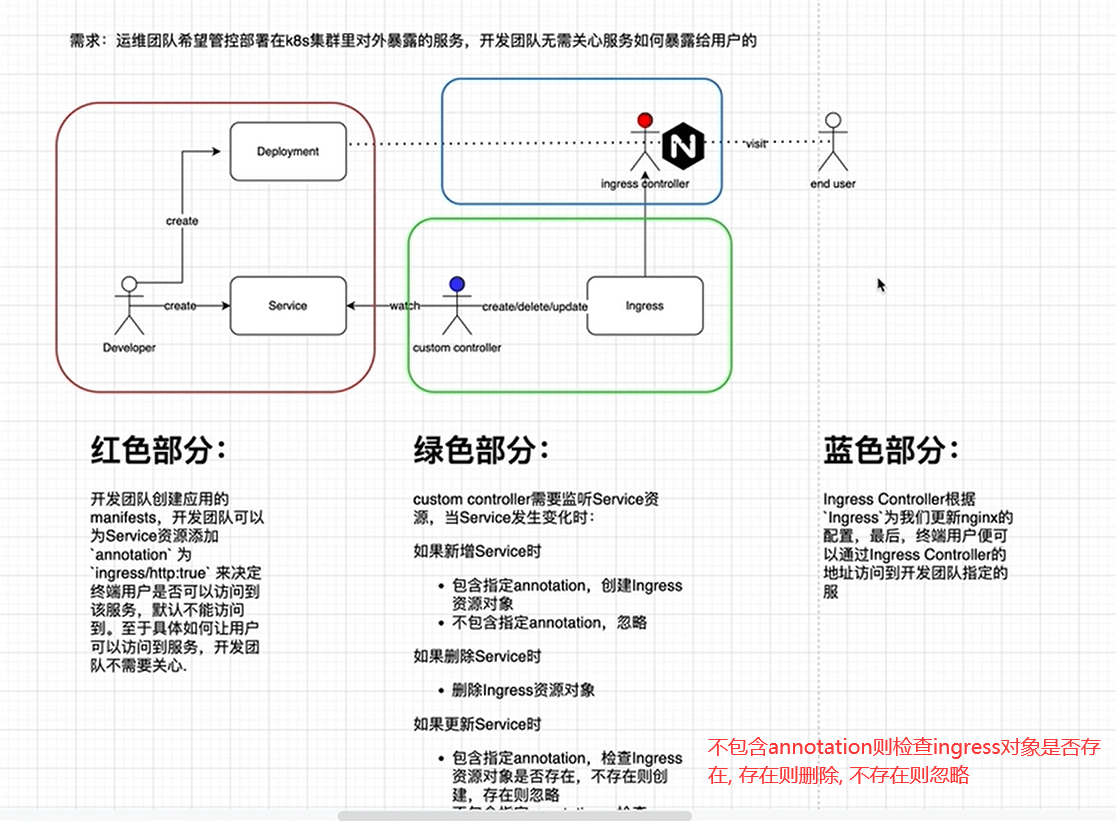 需求：运维团队希望管控部署在k8s集群里对外暴露的服务，开发团队无需关心服务如何暴露给用户的
Deployment
N
visit
ingress controller
end user
create
create
Service
watch
create/delete/update
Ingress
Developer
custom controller
红色部分：
开发团队创建应用的
manifests，开发团队可以
为Service资源添加
`annotation` 为
`ingress/http:true` 来决定
终端用户是否可以访问到
该服务，默认不能访问
到。至于具体如何让用户
可以访问到服务，开发团
队不需要关心.
绿色部分：
custom controller需要监听Service资
源，当Service发生变化时：
如果新增Service时
• 包含指定annotation，创建Ingress
资源对象
• 不包含指定annotation，忽略
如果删除Service时
• 删除Ingress资源对象
如果更新Service时
• 包含指定annotation，检查Ingress
资源对象是否存在，不存在则创
建，存在则忽略
蓝色部分：
Ingress Controller根据
`Ingress`为我们更新nginx的
配置，最后，终端用户便可
以通过Ingress Controller的
地址访问到开发团队指定的
服
不包含annotation则检查ingress对象是否存
在, 存在则删除, 不存在则忽略